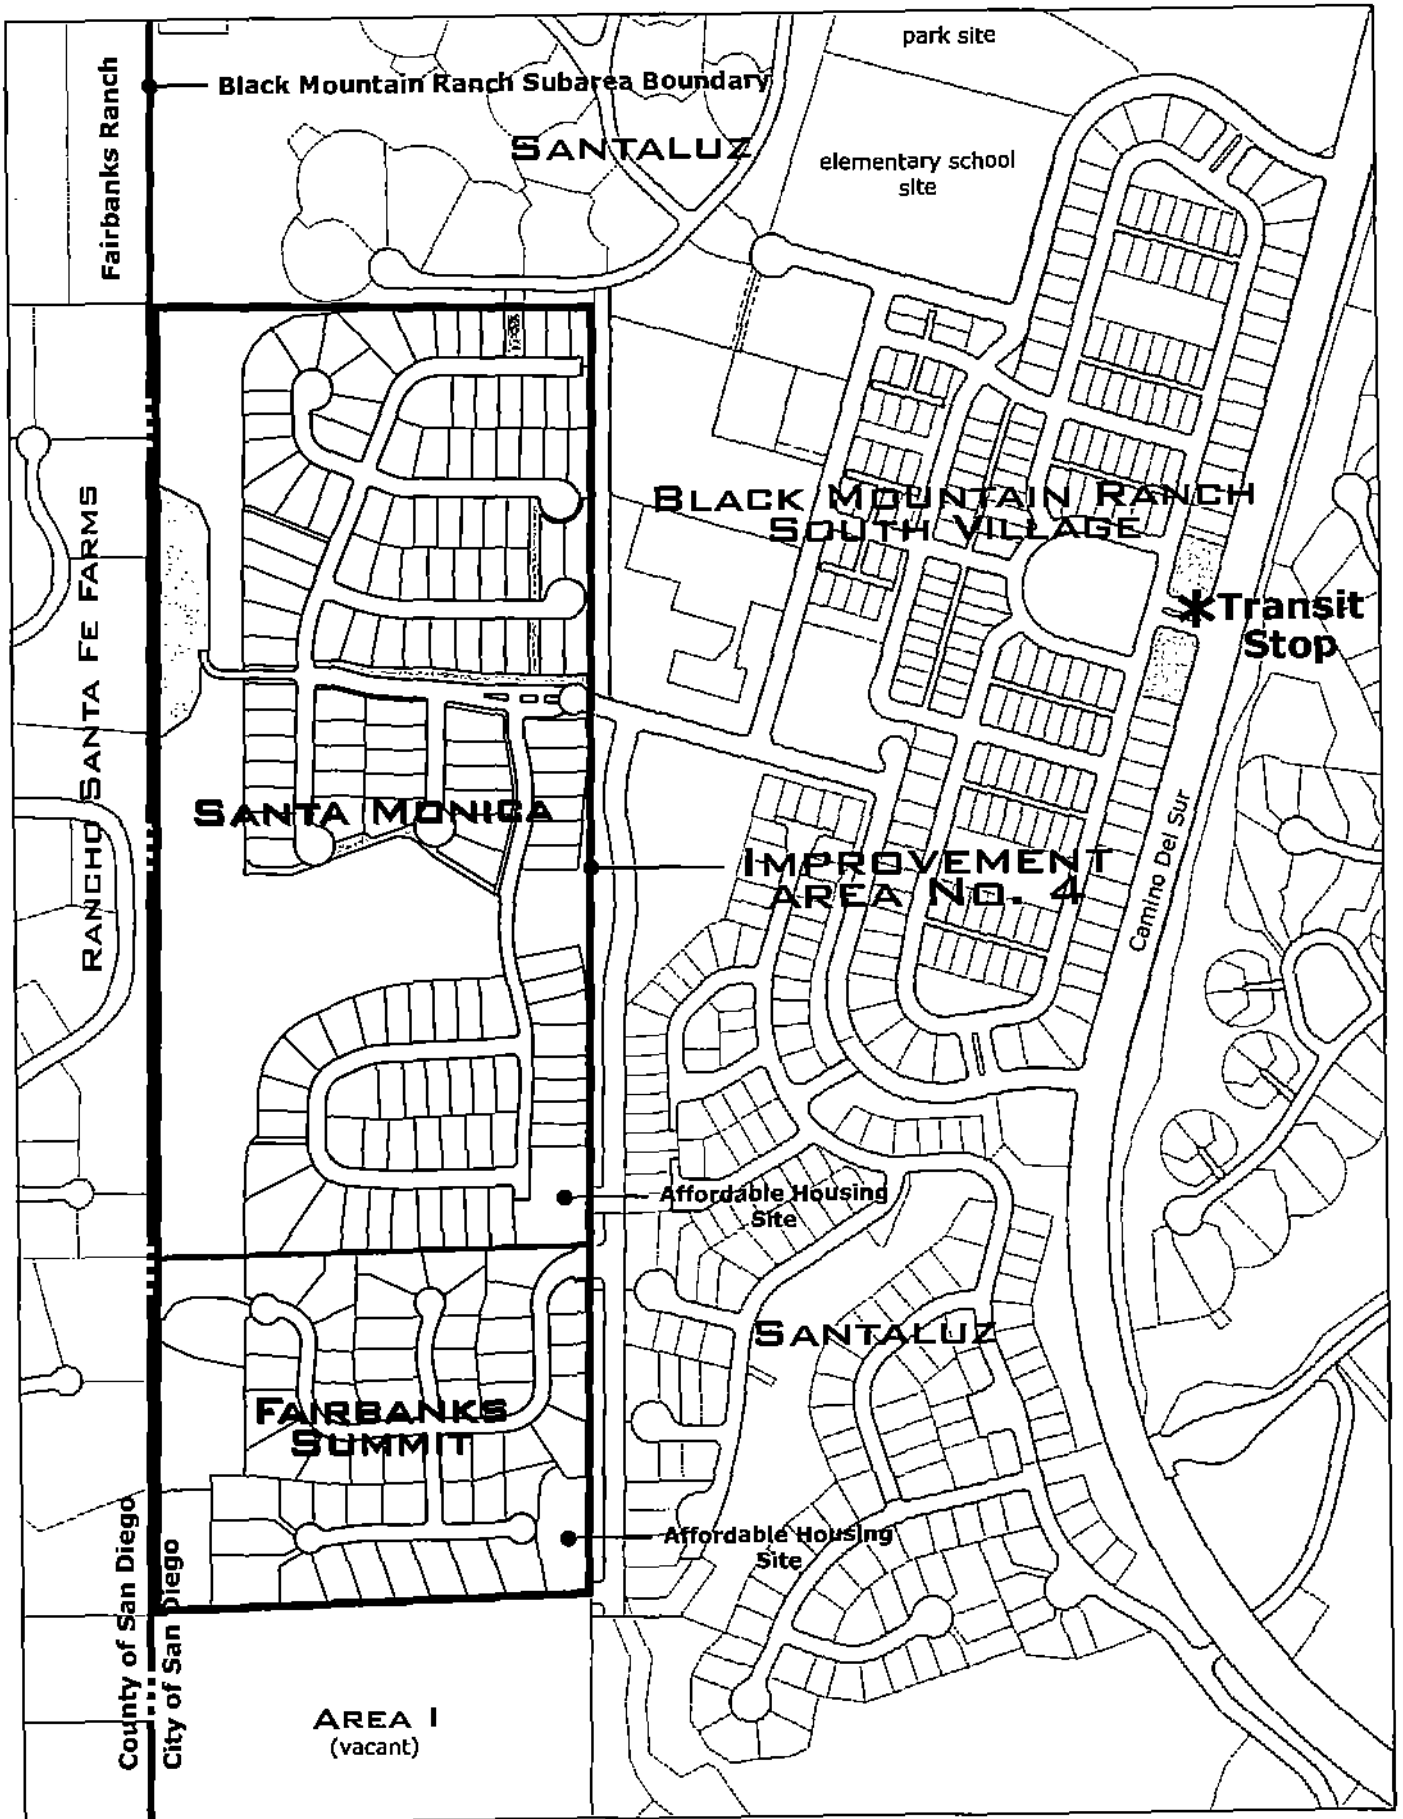 park site
Fairbanks Ranch
Black Mountain Ranch Subarea Boundary
SANTALUZ
elementary school
site
RANCHO SANTA FE FARMS
BLACK MOUNTAIN RANCH
SOUTH VILLAGE
Transit
Stop
SANTA MONICA
IMPROVEMENT
AREA NO. 4
Camino Del Sur
Affordable Housing
Site
SANTALUZ
FAIRBANKS
SUMMIT
Affordable Housing
Site
County of San Diego
City of San Diego
AREA I
(vacant)